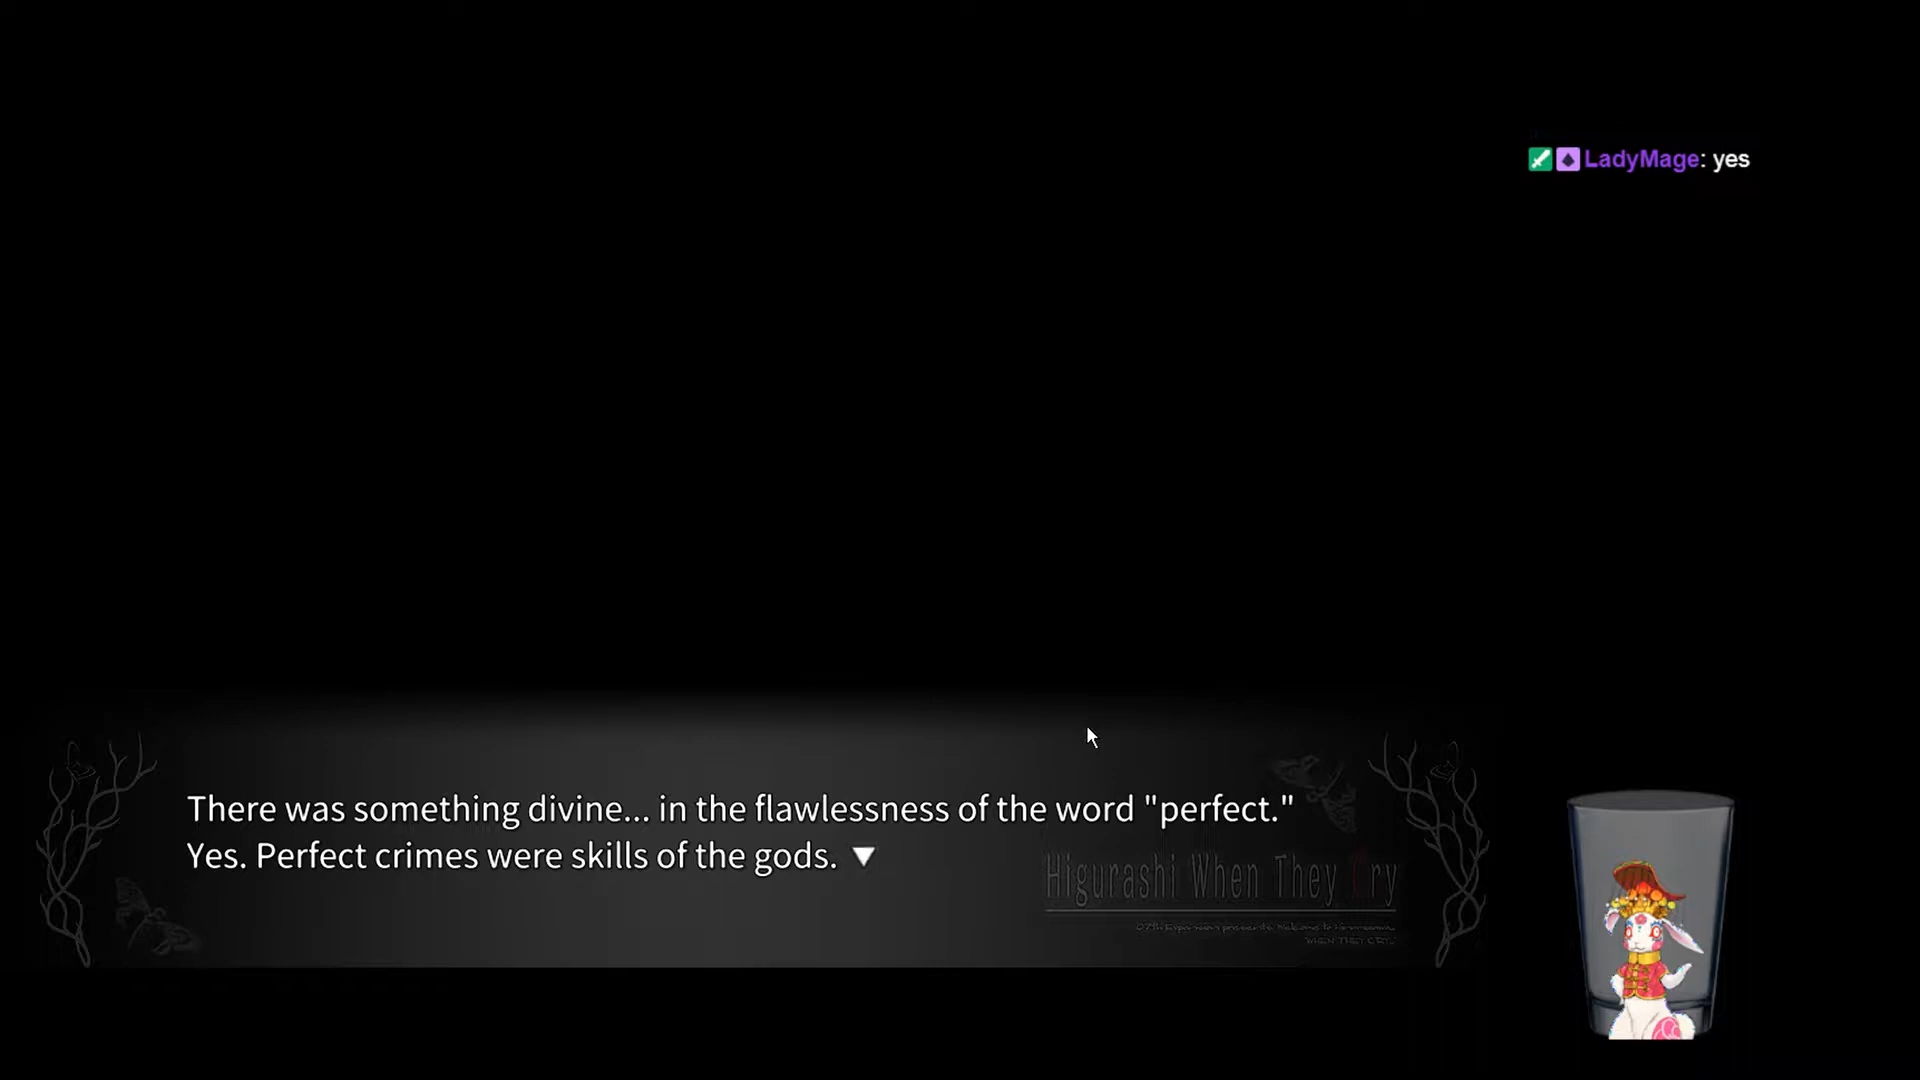 LadyMage: yes
There was something divine... in the flawlessness of the word "perfect."
Yes. Perfect crimes were skills of the gods.
Higurashi When They Cry